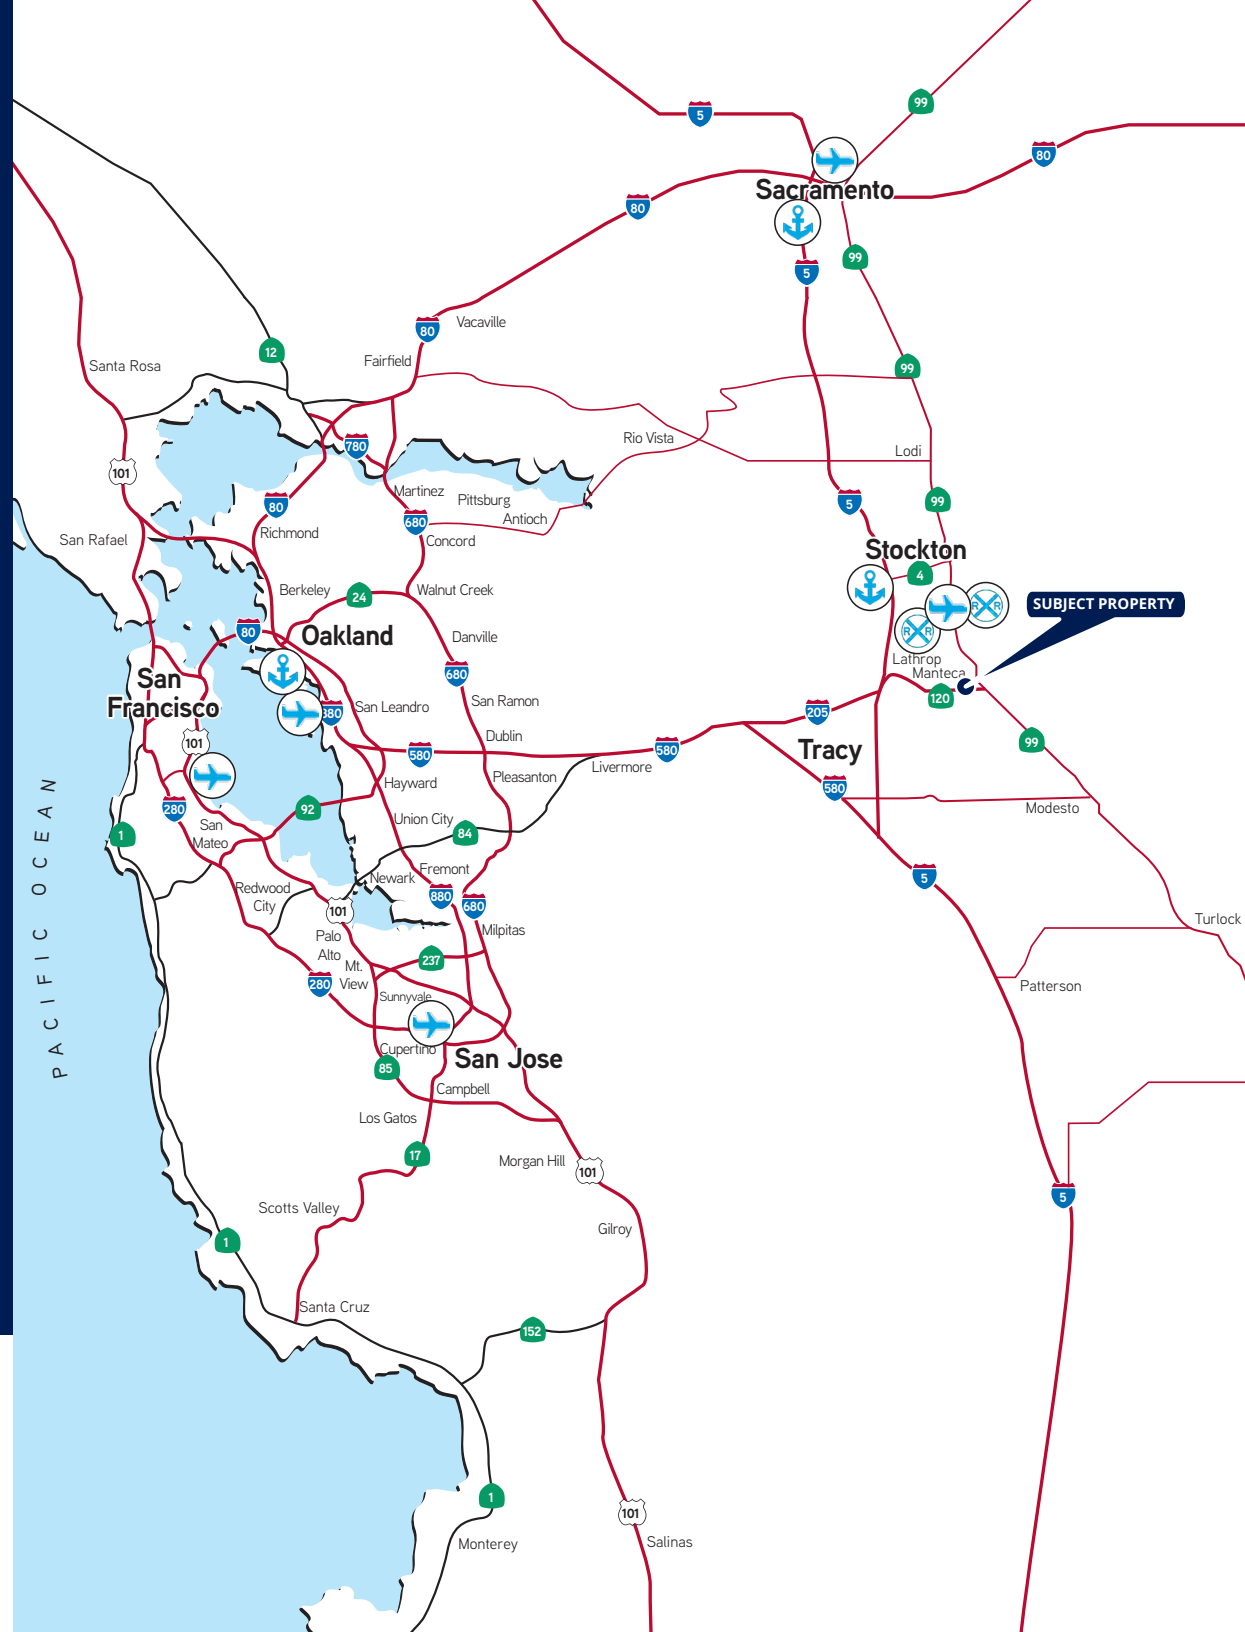 99
5
80
Sacramento
80
99
5
Vacaville
80
12
Fairfield
Santa Rosa
99
Rio Vista
780
Lodi
101
Martinez
Pittsburg
80
5
99
Antioch
680
Richmond
San Rafael
Concord
Stockton
4
Berkeley
24
Walnut Creek
R R
SUBJECT PROPERTY
80
Oakland
Danville
R R
Lathrop
Manteca
680
San
Francisco
120
San Ramon
San Leandro
880
205
Dublin
101
99
580
580
Tracy
Livermore
Pleasanton
Hayward
580
280
92
Modesto
Union City
San
Mateo
84
1
PACIFIC OCEAN
Fremont
Newark
5
Redwood
City
880
680
101
Turlock
Milpitas
Palo
Alto
237
Mt.
View
280
Patterson
Sunnyvale
Cupertino
San Jose
85
Campbell
Los Gatos
17
Morgan Hill
101
5
Scotts Valley
Gilroy
1
Santa Cruz
152
1
101
Monterey
Salinas